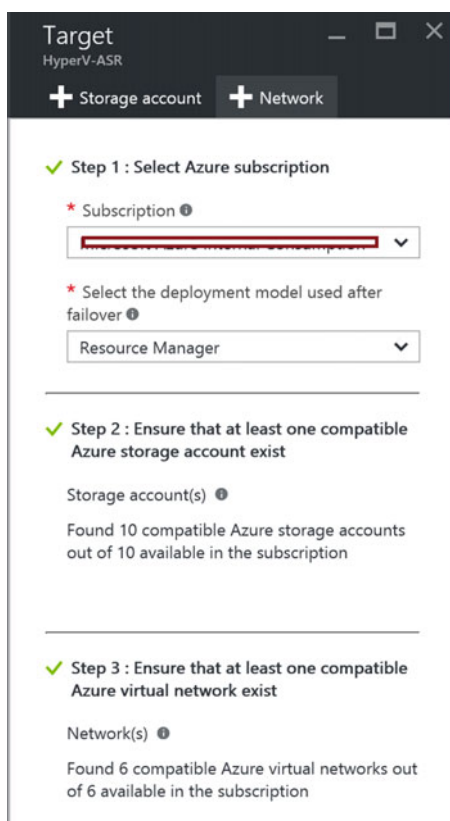 Target
HyperV-ASR
Storage account
Network
Step 1 : Select Azure subscription
* Subscription
* Select the deployment model used after
failover
Resource Manager
Step 2 : Ensure that at least one compatible
Azure storage account exist
Storage account(s)
Found 10 compatible Azure storage accounts
out of 10 available in the subscription
Step 3 : Ensure that at least one compatible
Azure virtual network exist
Network(s)
Found 6 compatible Azure virtual networks out
of 6 available in the subscription